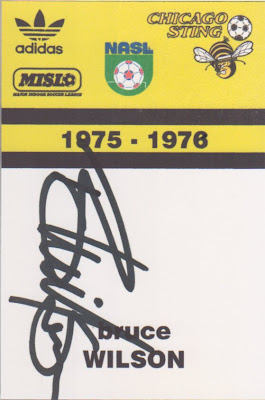 adidas
NASL
CHICAGO
STING
MISL
MAJOR INDOOR SOCCER LEAGUE
1975 - 1976
bruce
WILSON